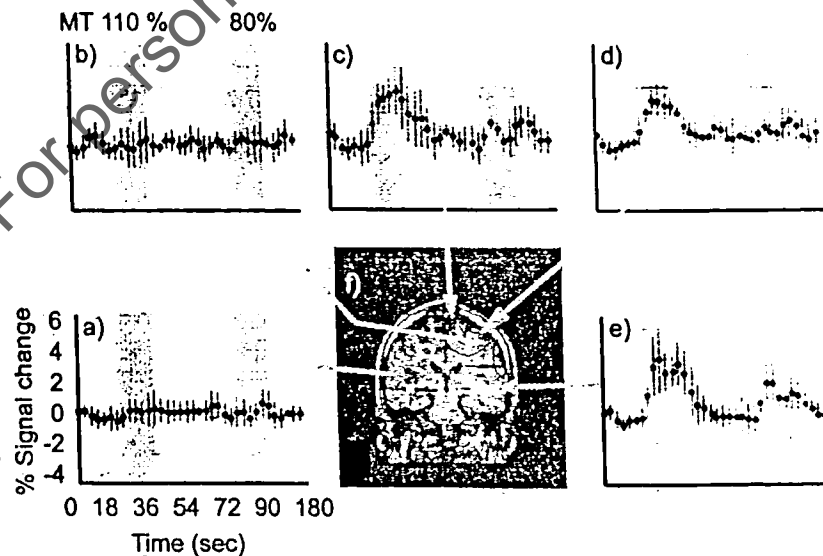 For person
MT 110 % 80%
b) c) d)
f)
a) e)
% Signal change
6
4
2
0
-2
-4
0 18 36 54 72 90 180
Time (sec)